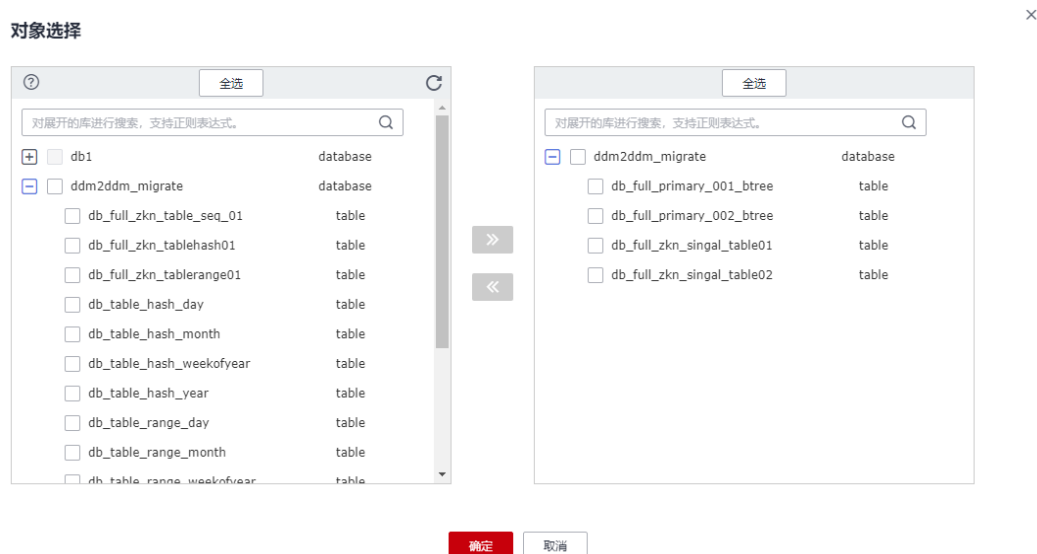 对象选择
全选
对展开的库进行搜索，支持正则表达式。
db1 database
ddm2ddm_migrate database
db_full_zkn_table_seq_01 table
db_full_zkn_tablehash01 table
db_full_zkn_tablerange01 table
db_table_hash_day table
db_table_hash_month table
db_table_hash_weekofyear table
db_table_hash_year table
db_table_range_day table
db_table_range_month table
db_table_range_weekofyear table
全选
对展开的库进行搜索，支持正则表达式。
ddm2ddm_migrate database
db_full_primary_001_btree table
db_full_primary_002_btree table
db_full_zkn_singal_table01 table
db_full_zkn_singal_table02 table
确定 取消